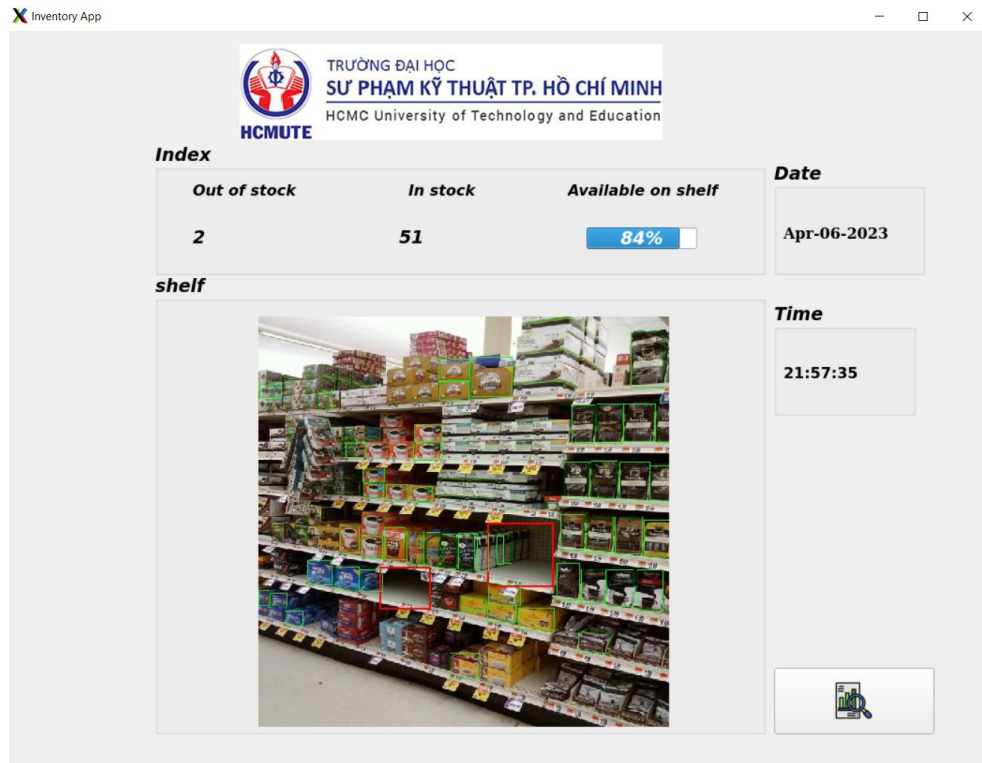 Inventory App
TRƯỜNG ĐẠI HỌC
SƯ PHẠM KỸ THUẬT TP. HỒ CHÍ MINH
HCMC University of Technology and Education
HCMUTE
Index
Out of stock
In stock
Available on shelf
2
51
84%
Date
Apr-06-2023
shelf
Time
21:57:35